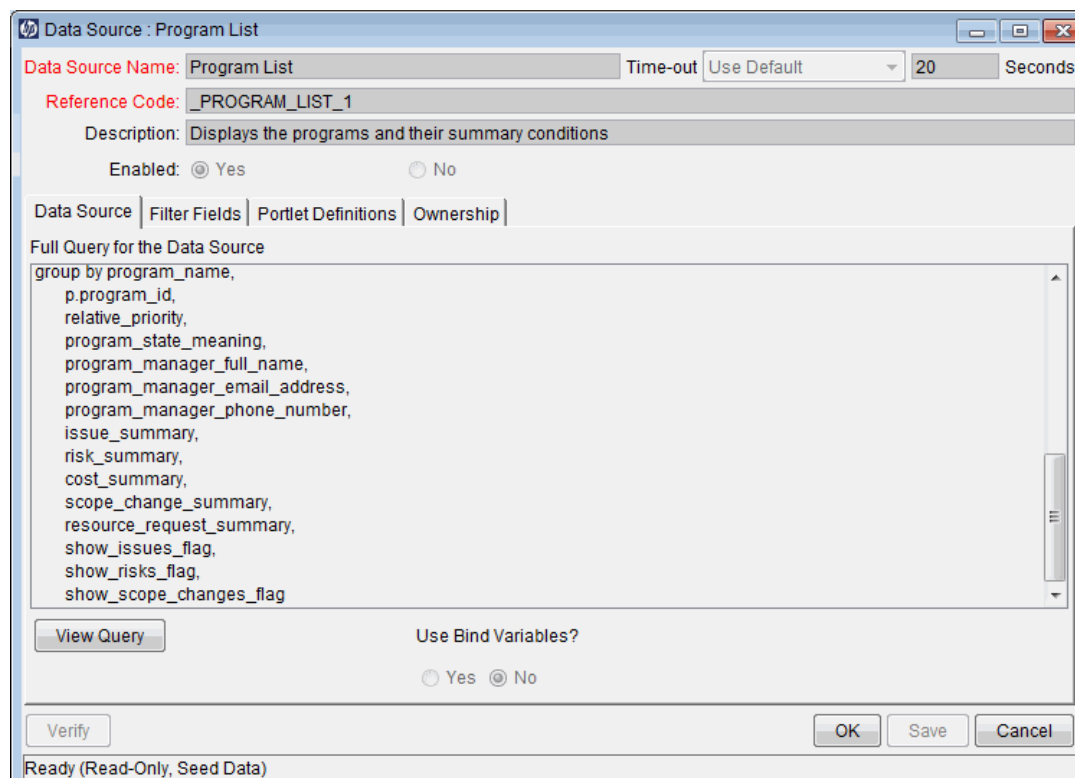 hp Data Source : Program List
Data Source Name: Program List Time-out Use Default 20 Seconds
Reference Code: _PROGRAM_LIST_1
Description: Displays the programs and their summary conditions
Enabled: Yes No
Data Source Filter Fields Portlet Definitions Ownership
Full Query for the Data Source
group by program_name,
p.program_id,
relative_priority,
program_state_meaning,
program_manager_full_name,
program_manager_email_address,
program_manager_phone_number,
issue_summary,
risk_summary,
cost_summary,
scope_change_summary,
resource_request_summary,
show_issues_flag,
show_risks_flag,
show_scope_changes_flag
View Query Use Bind Variables?
Yes No
Verify OK Save Cancel
Ready (Read-Only, Seed Data)